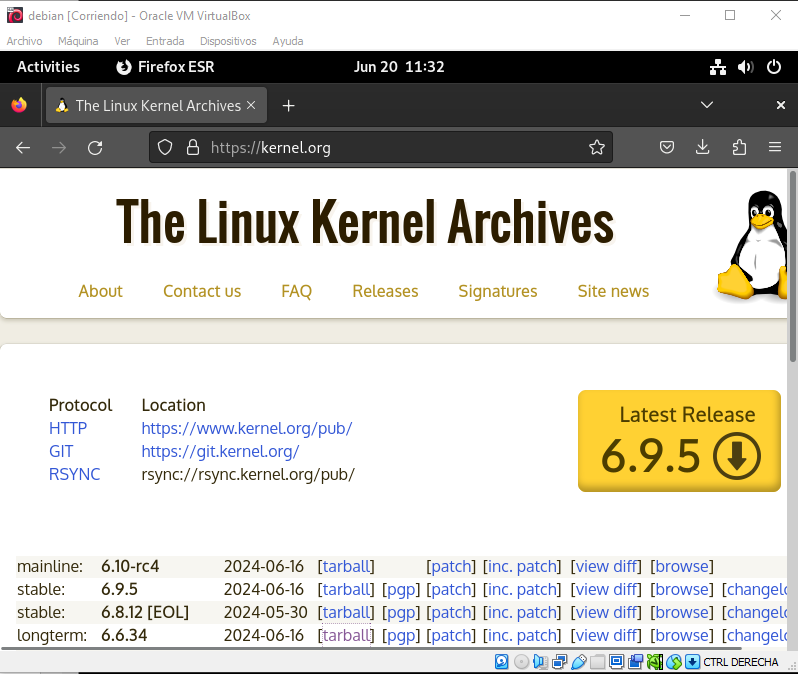 debian [Corriendo] - Oracle VM VirtualBox
Archivo Máquina Ver Entrada Dispositivos Ayuda
Activities Firefox ESR Jun 20 11:32
The Linux Kernel Archives
https://kernel.org
The Linux Kernel Archives
About Contact us FAQ Releases Signatures Site news
Protocol Location
HTTP https://www.kernel.org/pub/
GIT https://git.kernel.org/
RSYNC rsync://rsync.kernel.org/pub/
Latest Release
6.9.5
mainline: 6.10-rc4 2024-06-16 [tarball] [patch] [inc. patch] [view diff] [browse]
stable: 6.9.5 2024-06-16 [tarball] [pgp] [patch] [inc. patch] [view diff] [browse] [changelo
stable: 6.8.12 [EOL] 2024-05-30 [tarball] [pgp] [patch] [inc. patch] [view diff] [browse] [changelo
longterm: 6.6.34 2024-06-16 [tarball] [pgp] [patch] [inc. patch] [view diff] [browse] [changelo
CTRL DERECHA